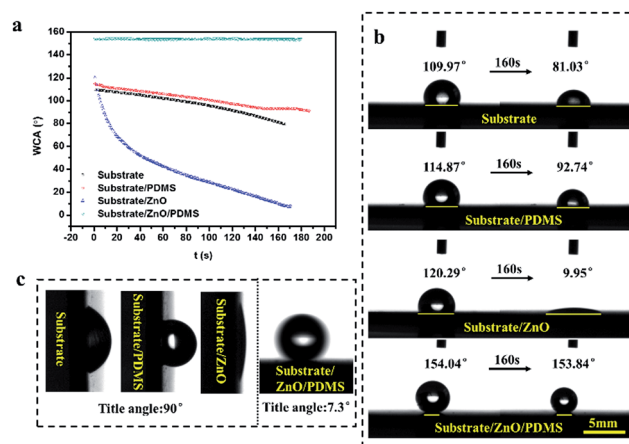 a
160
140
120
100
80
60
40
20
0
WCA (°)
Substrate
Substrate/PDMS
Substrate/ZnO
Substrate/ZnO/PDMS
-20 0 20 40 60 80 100 120 140 160 180 200
t (s)
b
109.97° 160s 81.03°
Substrate
114.87° 160s 92.74°
Substrate/PDMS
120.29° 160s 9.95°
Substrate/ZnO
154.04° 160s 153.84°
Substrate/ZnO/PDMS
5mm
c
Substrate
Substrate/PDMS
Substrate/ZnO
Substrate/
ZnO/PDMS
Title angle:90°
Title angle:7.3°